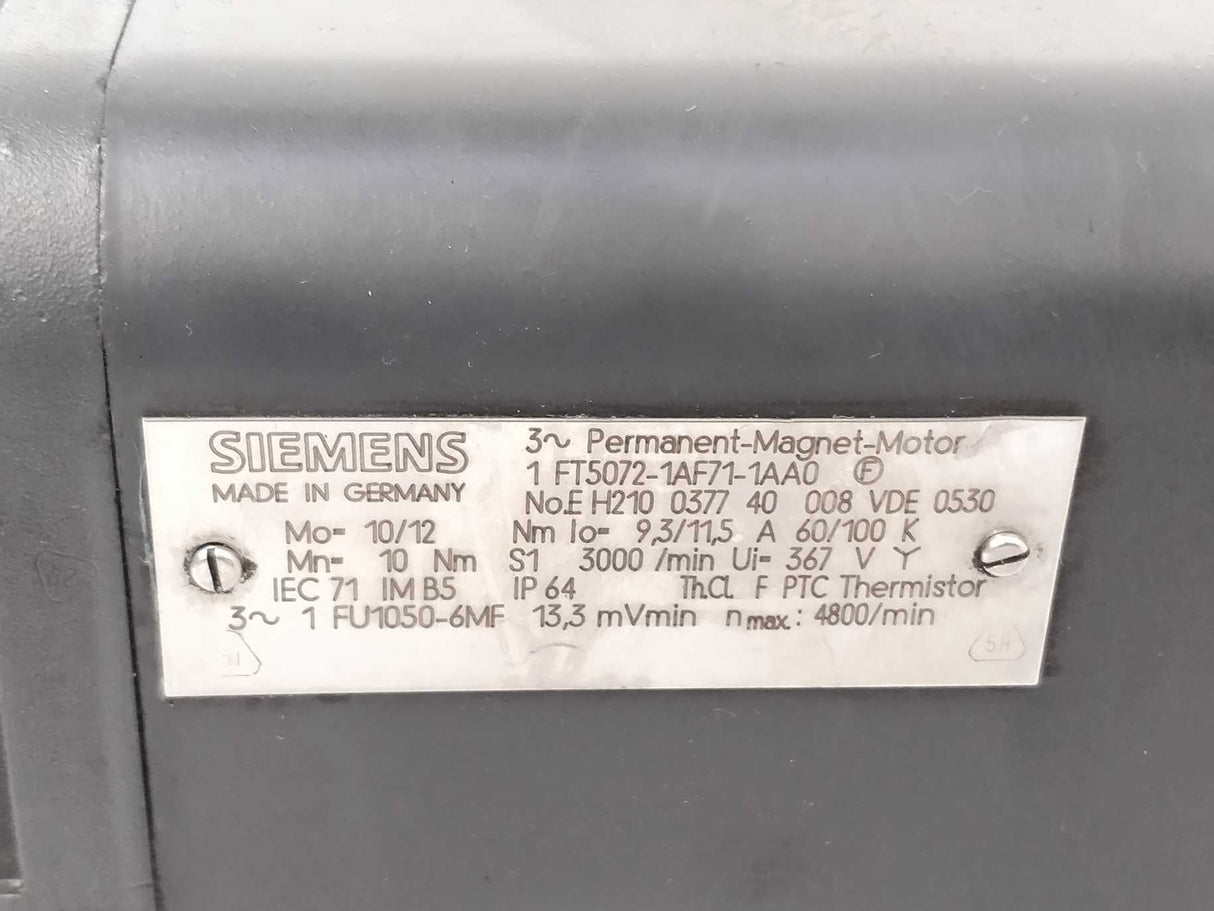 SIEMENS
MADE IN GERMANY
3~ Permanent-Magnet-Motor
1 FT5072-1AF71-1AA0 Ⓕ
No.E H210 0377 40 008 VDE 0530
Mo= 10/12 Nm Io= 9,3/11,5 A 60/100 K
Mn= 10 Nm S1 3000 /min Ui= 367 V Y
IEC 71 IM B5 IP 64 Th.Cl. F PTC Thermistor
3~ 1 FU1050-6MF 13,3 mVmin nmax.: 4800/min
5H